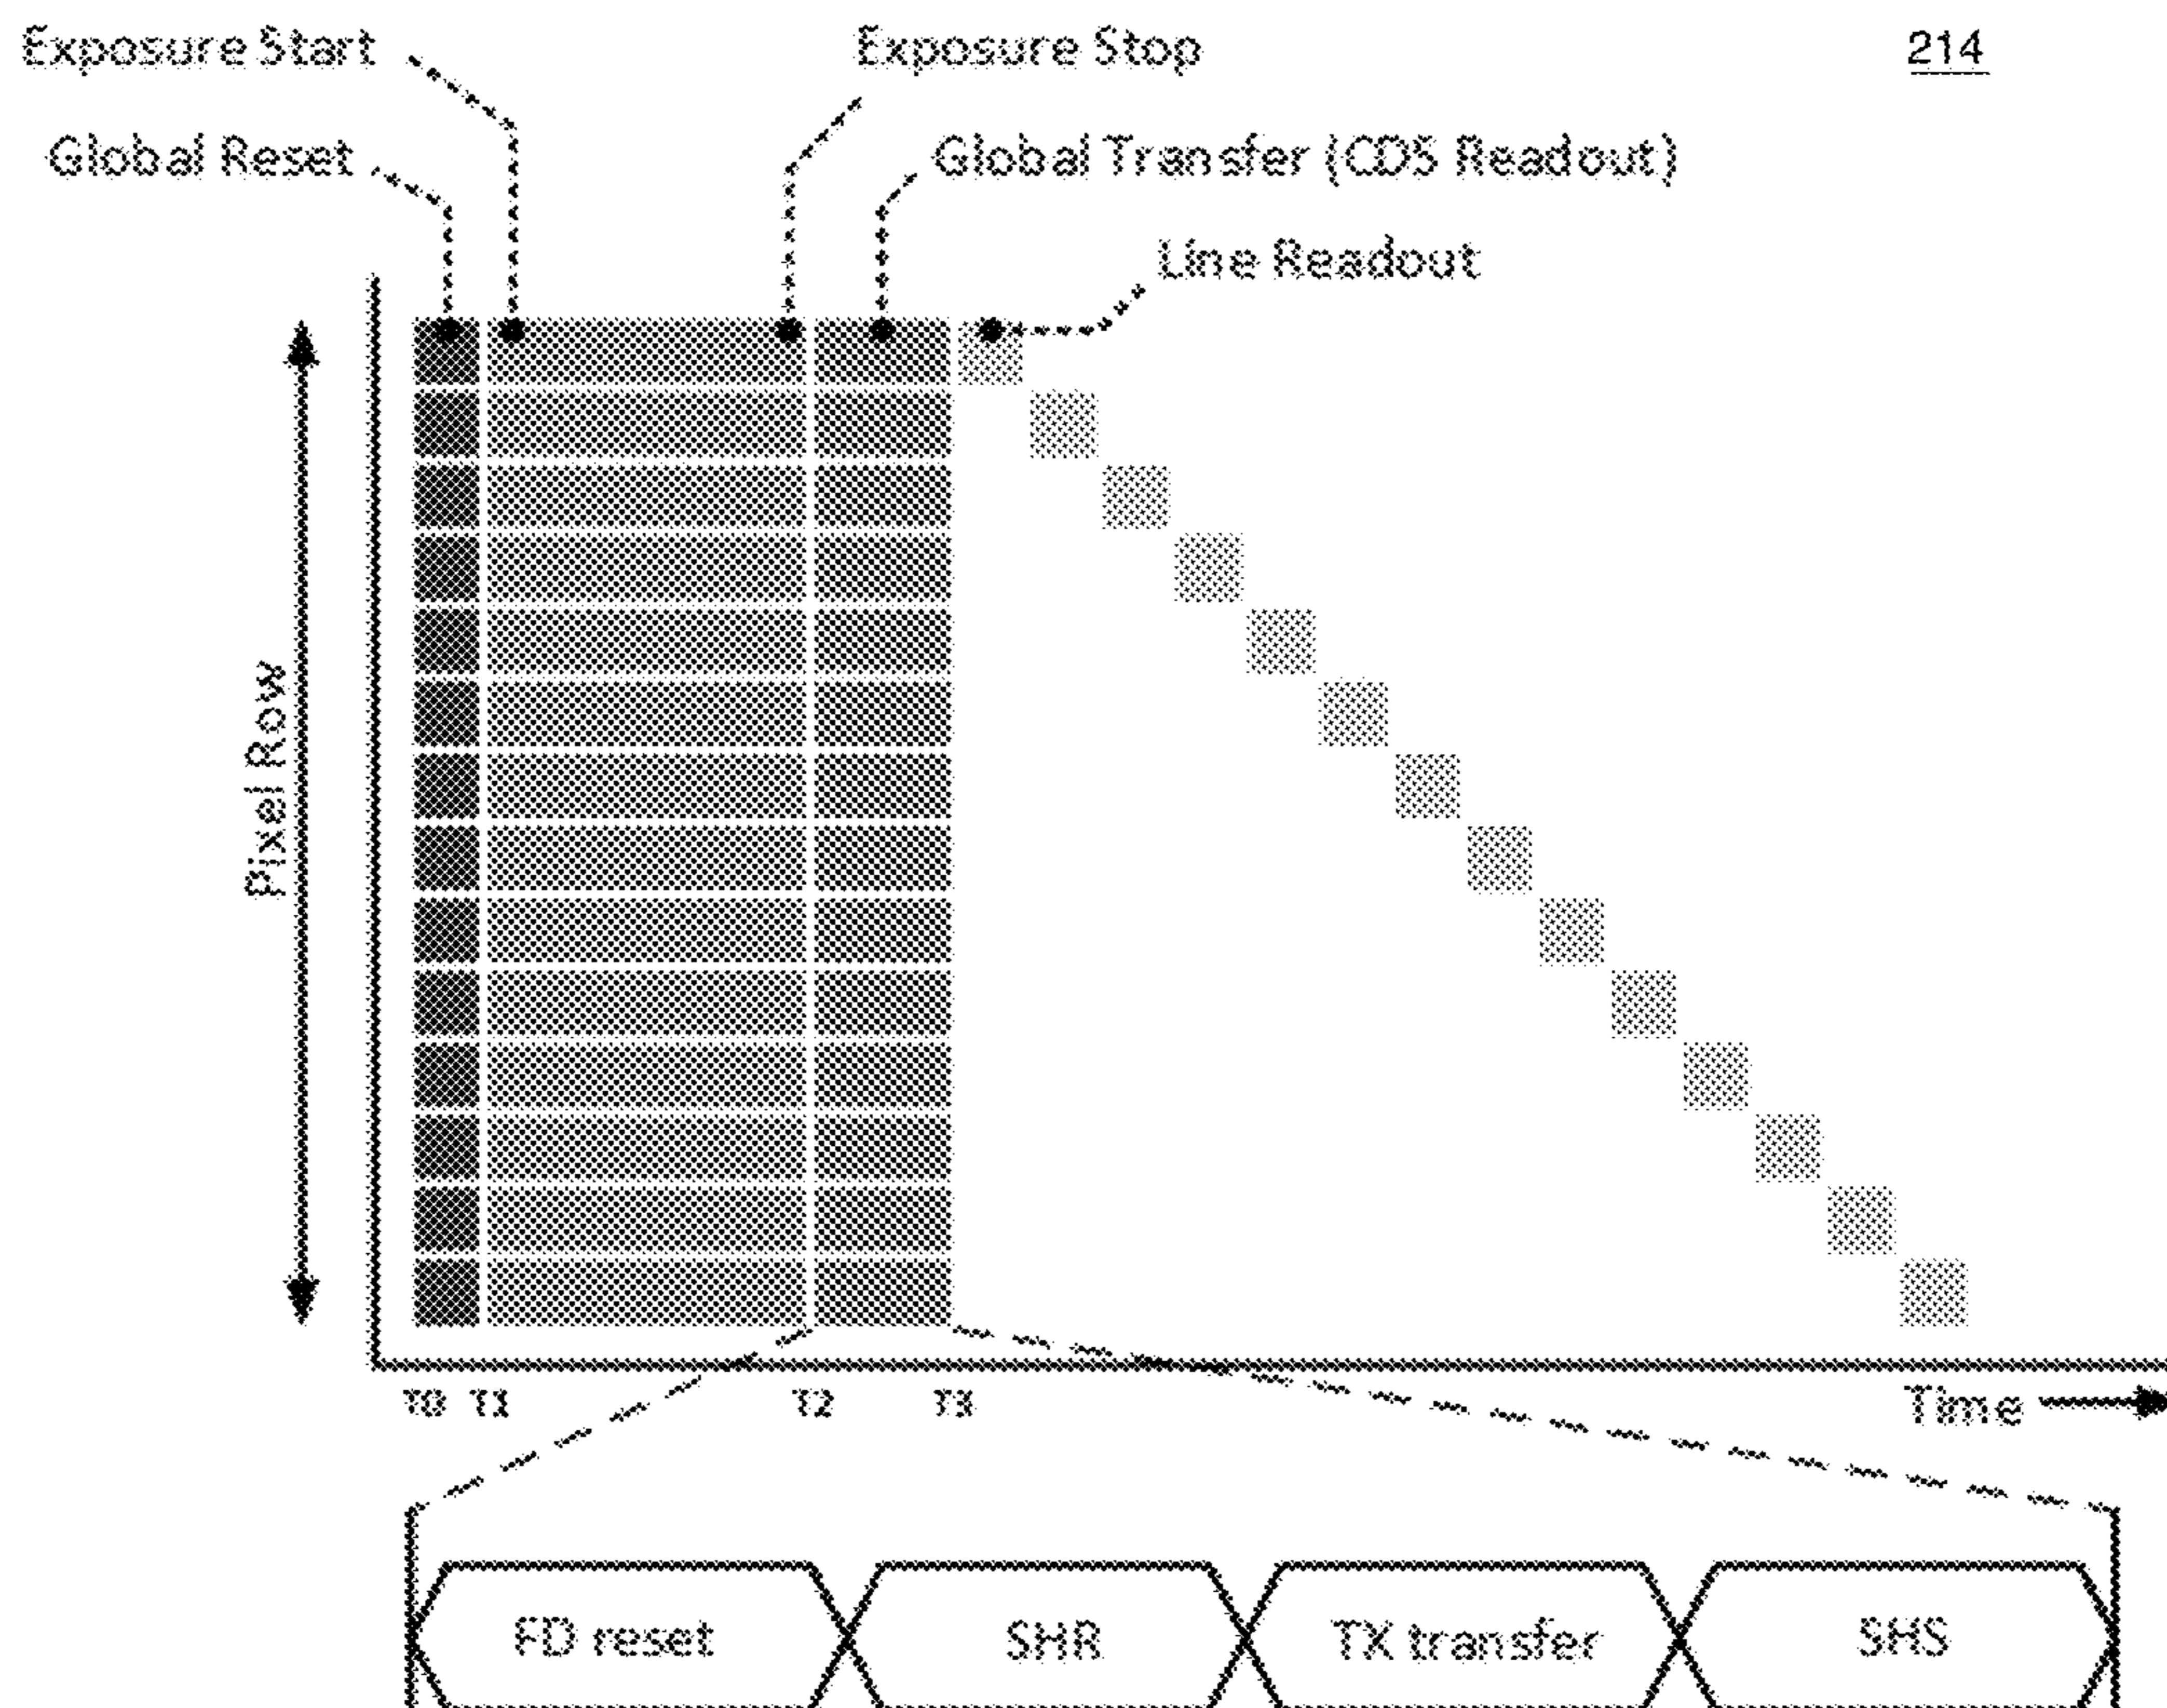 Exposure Start
Exposure Stop
214
Global Reset
Global Transfer (CDS Readout)
Line Readout
Pixel Row
T0 T1 T2 T3
Time
FD reset
SHR
TX transfer
SHS